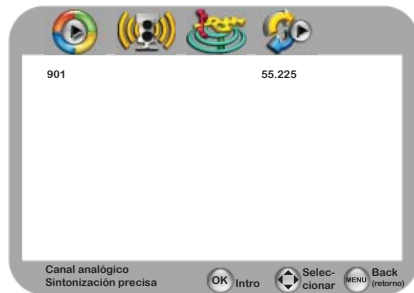 901 55.225
Canal analógico
Sintonización precisa
OK Intro
Selec-
cionar
MENU Back
(retorno)